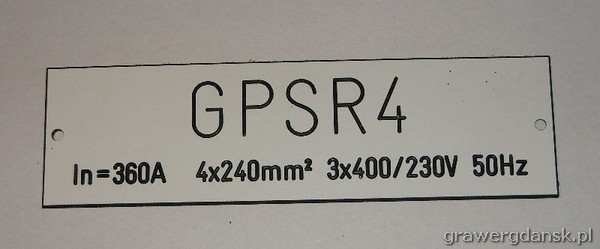 GPSR4
In=360A 4x240mm² 3x400/230V 50Hz
grawergdansk.pl